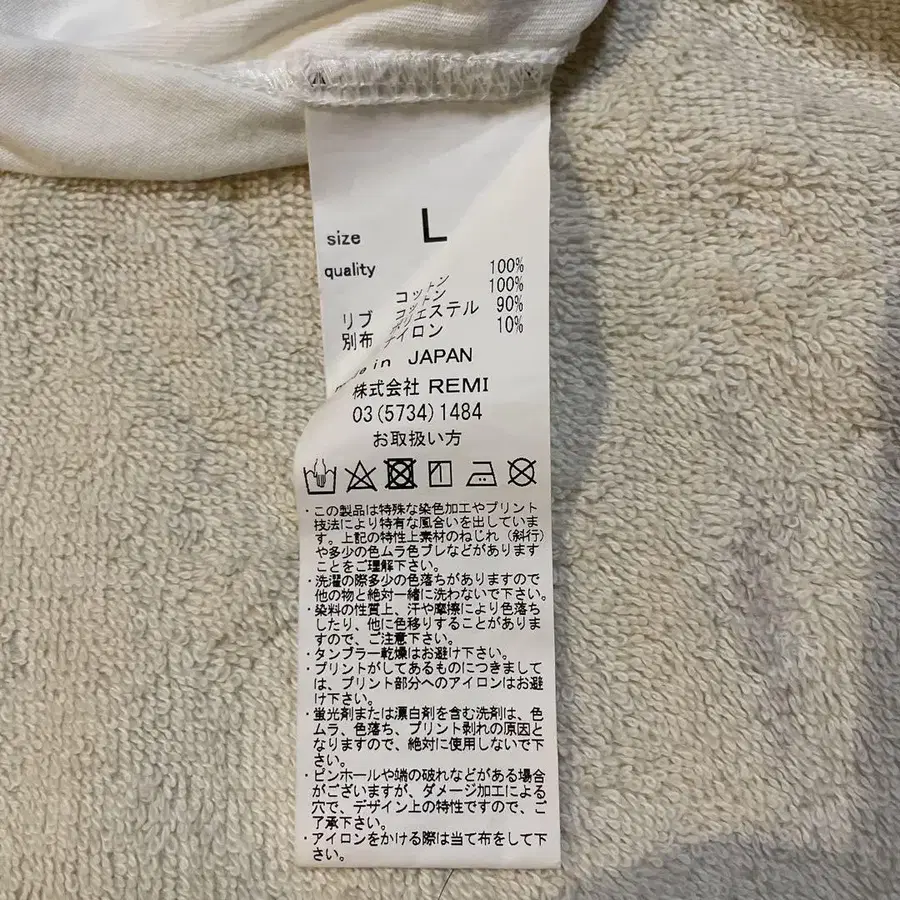 size L
quality
コットン 100%
リブ コットン 100%
別布 ポリエステル 90%
ナイロン 10%
in JAPAN
株式会社 REMI
03(5734)1484
お取扱い方
・この製品は特殊な染色加工やプリント
技法により特有な風合いを出していま
す。上記の特性上素材のねじれ（斜行）
や多少の色ムラ色ブレなどがあります
ことをご理解下さい。
・洗濯の際多少の色落ちがありますので
他の物と絶対一緒に洗わないで下さい。
・染料の性質上、汗や摩擦により色落ち
したり、他に色移りすることがありま
すので、ご注意下さい。
・タンブラー乾燥はお避け下さい。
・プリントがしてあるものにつきまして
は、プリント部分へのアイロンはお避
け下さい。
・蛍光剤または漂白剤を含む洗剤は、色
ムラ、色落ち、プリント剥れの原因と
なりますので、絶対に使用しないで下
さい。
・ピンホールや端の破れなどがある場合
がございますが、ダメージ加工による
穴で、デザイン上の特性ですので、ご
了承下さい。
・アイロンをかける際は当て布をして下
さい。